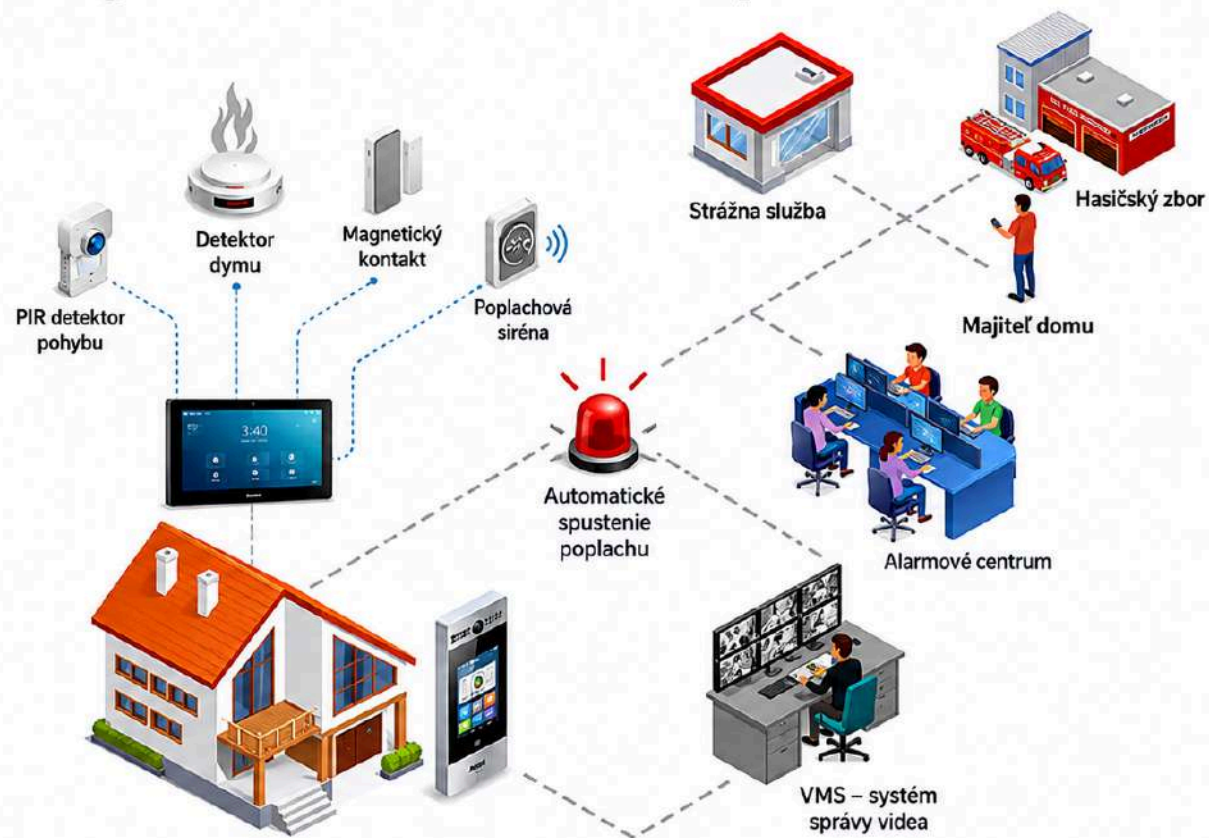 Strážna služba
Hasičský zbor
Detektor
dymu
Magnetický
kontakt
PIR detektor
pohybu
Poplachová
siréna
Majiteľ domu
3:40
Automatické
spustenie
poplachu
Alarmové centrum
VMS – systém
správy videa